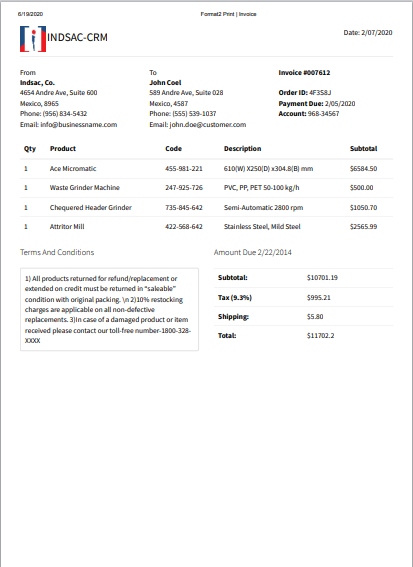 6/19/2020 Format2 Print | Invoice
INDSAC-CRM
Date: 2/07/2020
From
Indsac, Co.
4654 Andre Ave, Suite 600
Mexico, 8965
Phone: (956) 834-5432
Email: info@businessname.com
To
John Coel
589 Andre Ave, Suite 028
Mexico, 4587
Phone: (555) 539-1037
Email: john.doe@customer.com
Invoice #007612
Order ID: 4F3S8J
Payment Due: 2/05/2020
Account: 968-34567
Qty Product Code Description Subtotal
1 Ace Micromatic 455-981-221 610(W) X250(D) x304.8(B) mm $6584.50
1 Waste Grinder Machine 247-925-726 PVC, PP, PET 50-100 kg/h $500.00
1 Chequered Header Grinder 735-845-642 Semi-Automatic 2800 rpm $1050.70
1 Attritor Mill 422-568-642 Stainless Steel, Mild Steel $2565.99
Terms And Conditions
1) All products returned for refund/replacement or
extended on credit must be returned in "saleable"
condition with original packing. \n 2)10% restocking
charges are applicable on all non-defective
replacements. 3)In case of a damaged product or item
received please contact our toll-free number-1800-328-
XXXX
Amount Due 2/22/2014
Subtotal: $10701.19
Tax (9.3%) $995.21
Shipping: $5.80
Total: $11702.2